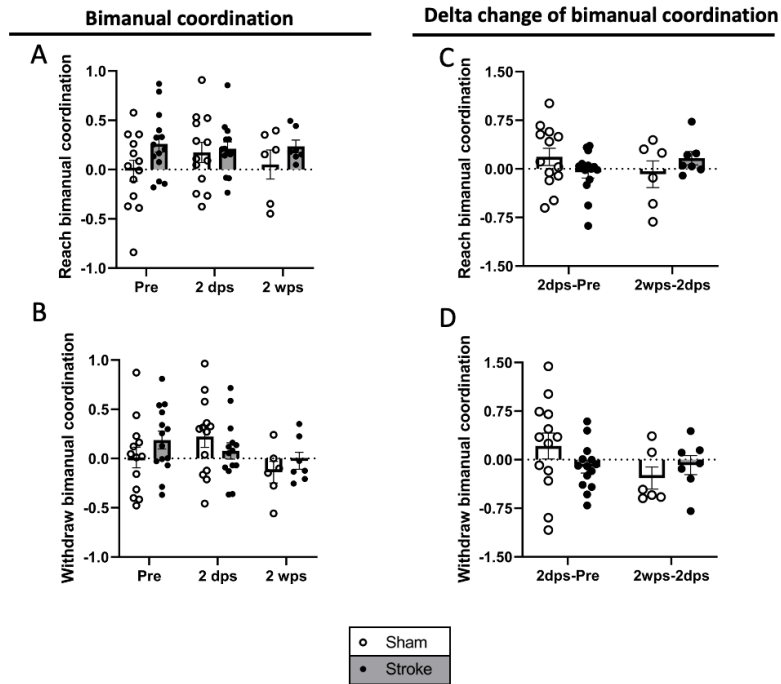 Bimanual coordination
Delta change of bimanual coordination
A
Reach bimanual coordination
1.0
0.5
0.0
-0.5
-1.0
Pre
2 dps
2 wps
C
Reach bimanual coordination
1.50
0.75
0.00
-0.75
-1.50
2dps-Pre
2wps-2dps
B
Withdraw bimanual coordination
1.0
0.5
0.0
-0.5
-1.0
Pre
2 dps
2 wps
D
Withdraw bimanual coordination
1.50
0.75
0.00
-0.75
-1.50
2dps-Pre
2wps-2dps
Sham
Stroke